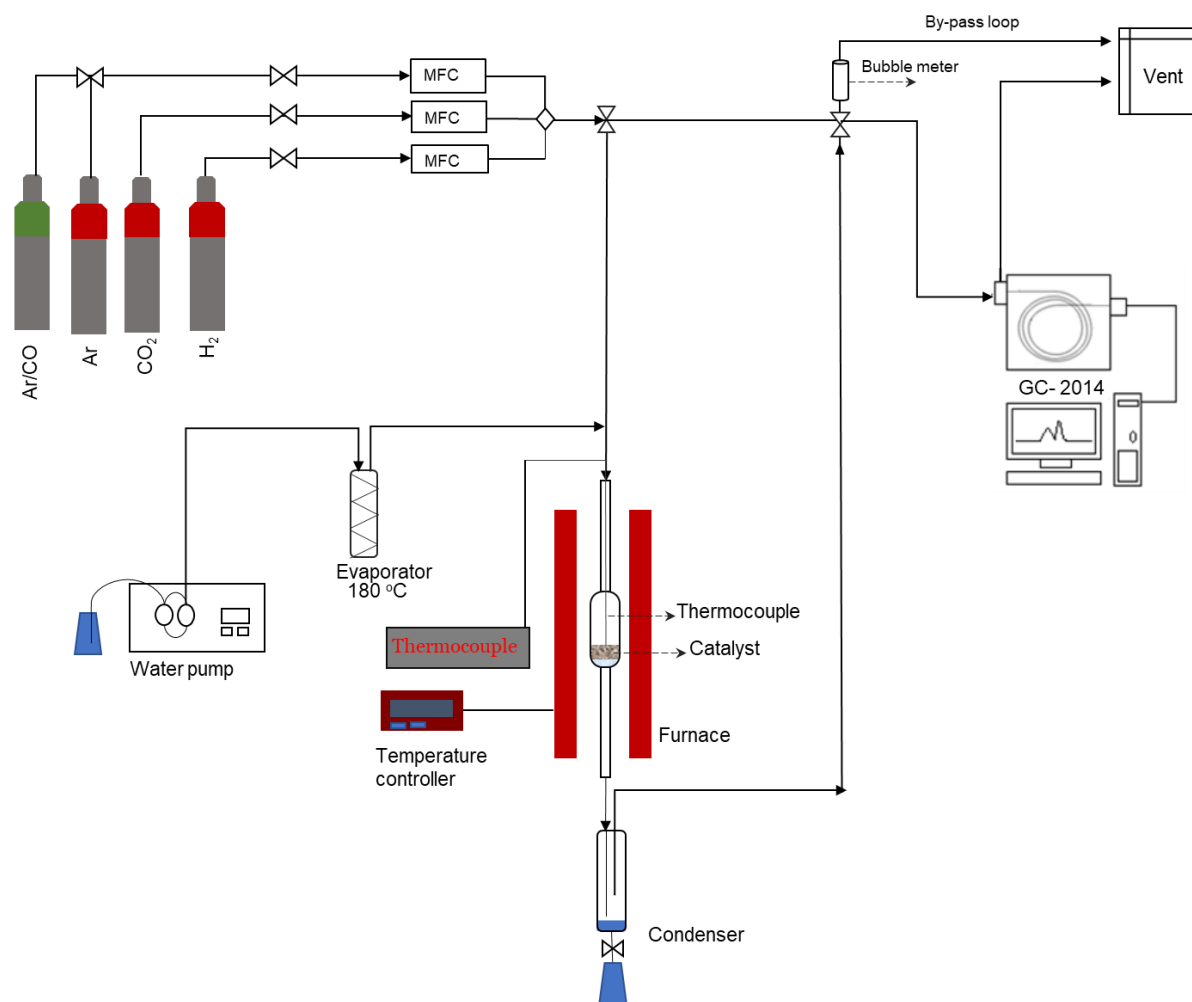 By-pass loop
Bubble meter
Vent
MFC
MFC
MFC
Ar/CO
Ar
CO₂
H₂
GC- 2014
Evaporator
180 ᵒC
Water pump
Thermocouple
Thermocouple
Catalyst
Temperature
controller
Furnace
Condenser